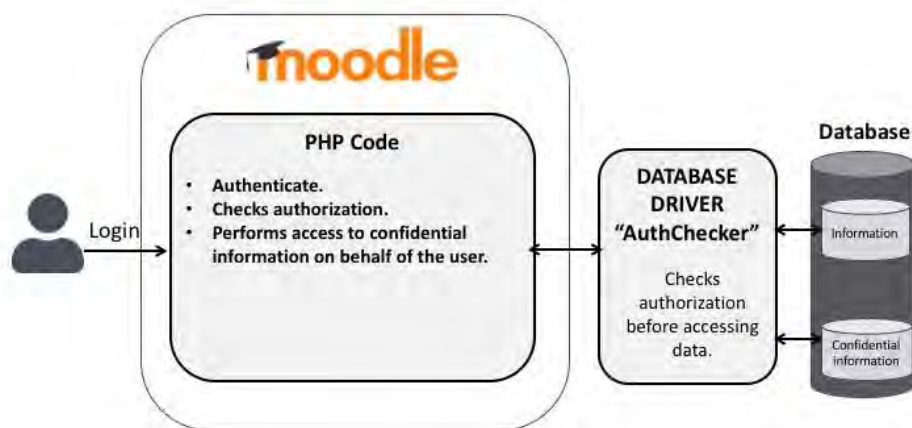 moodle
PHP Code
• Authenticate.
• Checks authorization.
• Performs access to confidential
information on behalf of the user.
Login
DATABASE
DRIVER
“AuthChecker”
Checks
authorization
before accessing
data.
Database
Information
Confidential
information